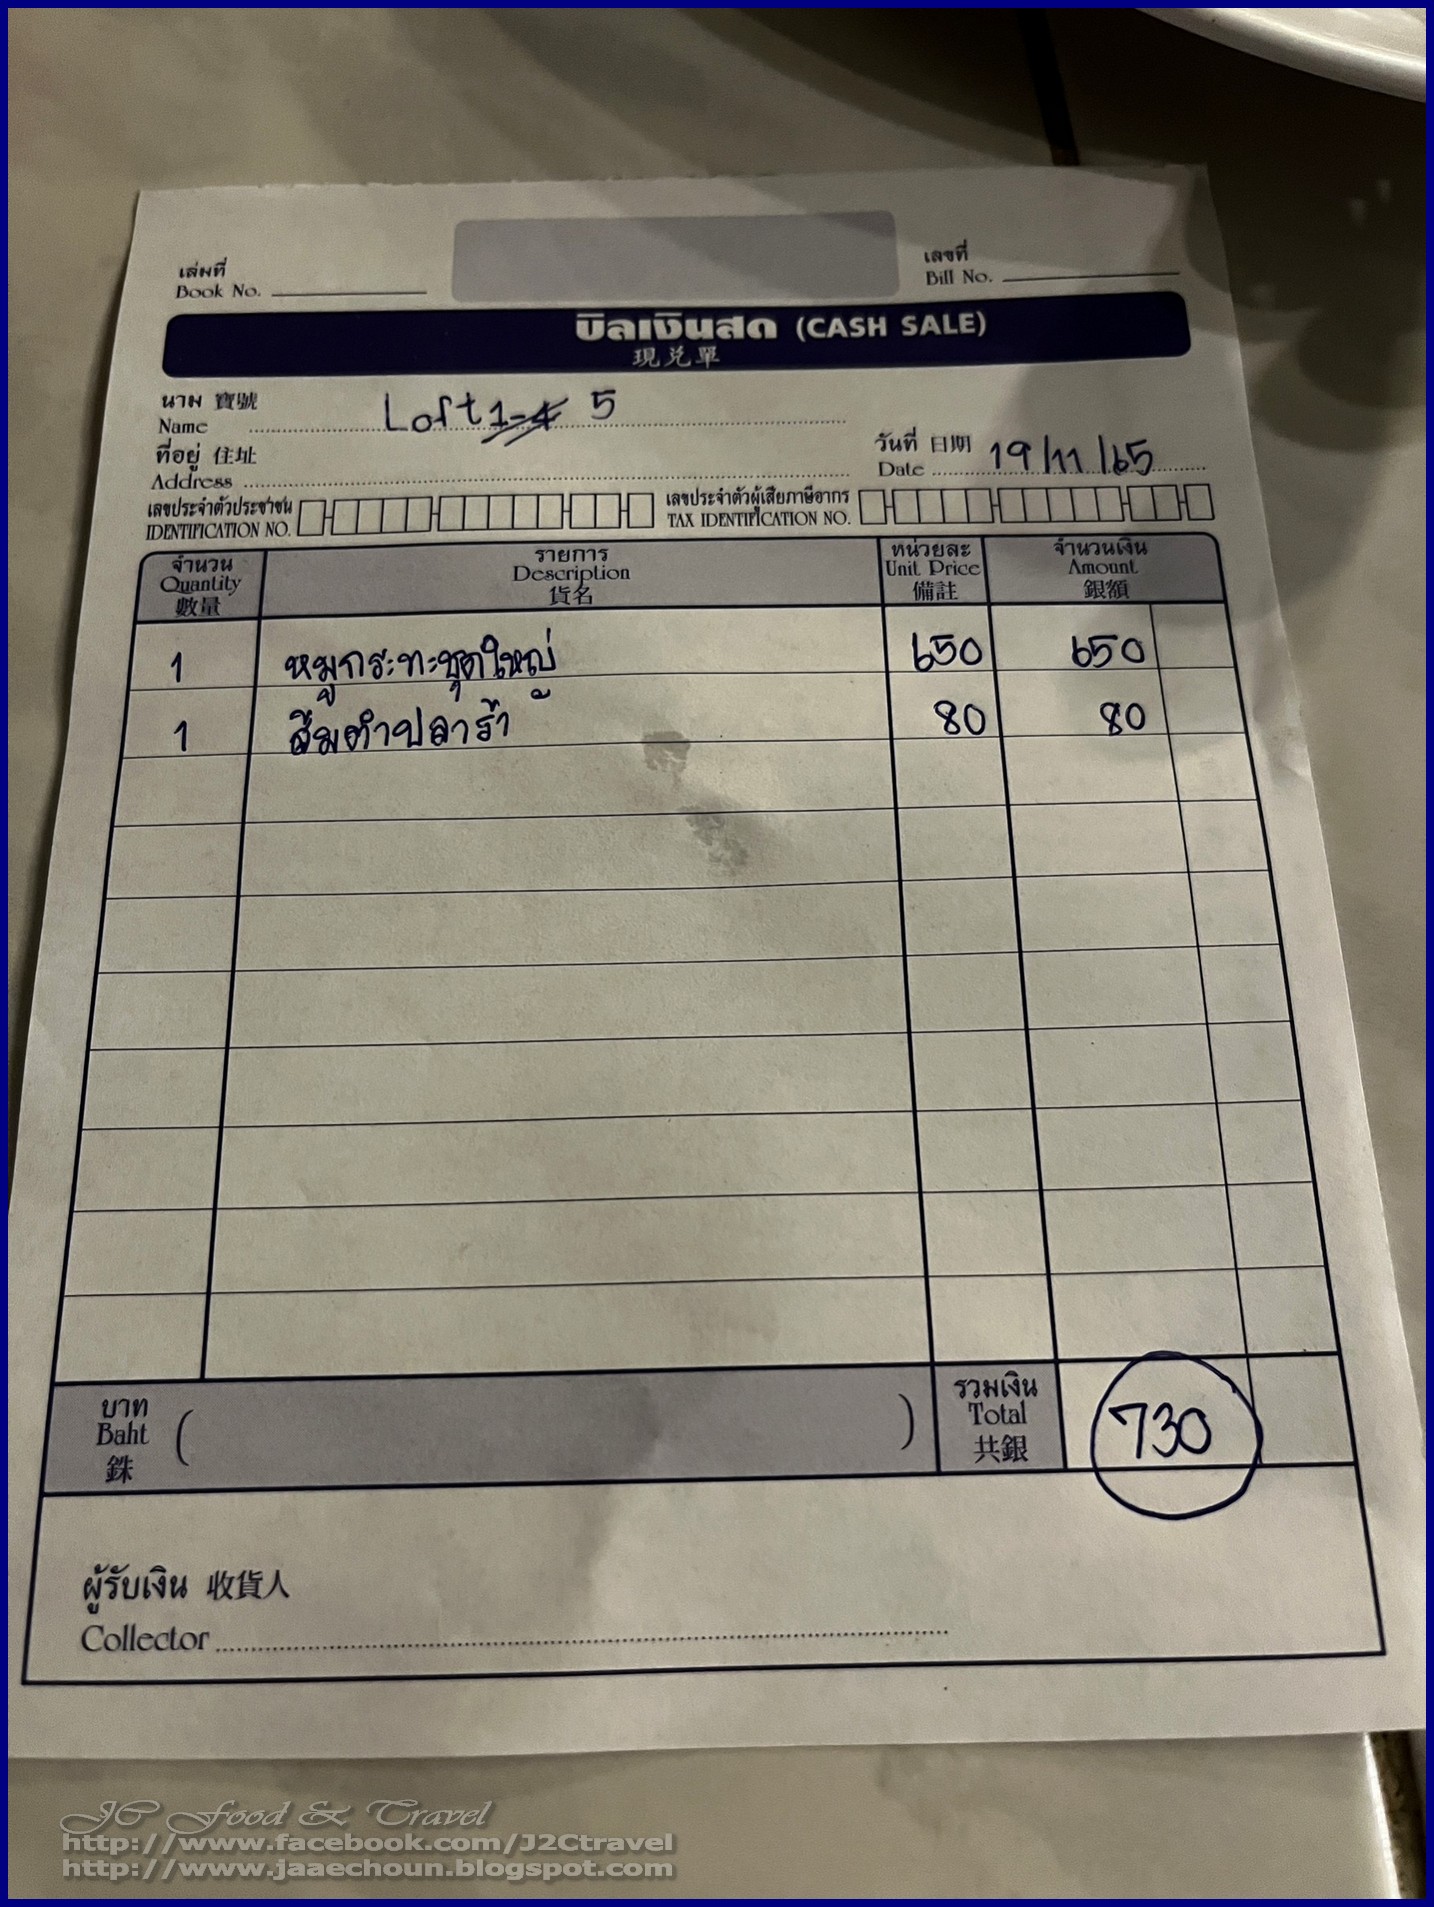 เล่มที่
Book No.
เลขที่
Bill No.
บิลเงินสด (CASH SALE)
現兑單
นาม 寶號
Name Loft 1-4 5
ที่อยู่ 住址
Address
วันที่ 日期
Date 19/11/65
เลขประจำตัวประชาชน
IDENTIFICATION NO.
เลขประจำตัวผู้เสียภาษีอากร
TAX IDENTIFICATION NO.
จำนวน
Quantity
數量
รายการ
Description
貨名
หน่วยละ
Unit Price
備註
จำนวนเงิน
Amount
銀額
1 หมูกระทะชุดใหญ่ 650 650
1 ส้มตำปูปลาร้า 80 80
บาท
Baht ( )
銖
รวมเงิน
Total
共銀
730
ผู้รับเงิน 收貨人
Collector
JC Food & Travel
http://www.facebook.com/J2Ctravel
http://www.jaaechoun.blogspot.com